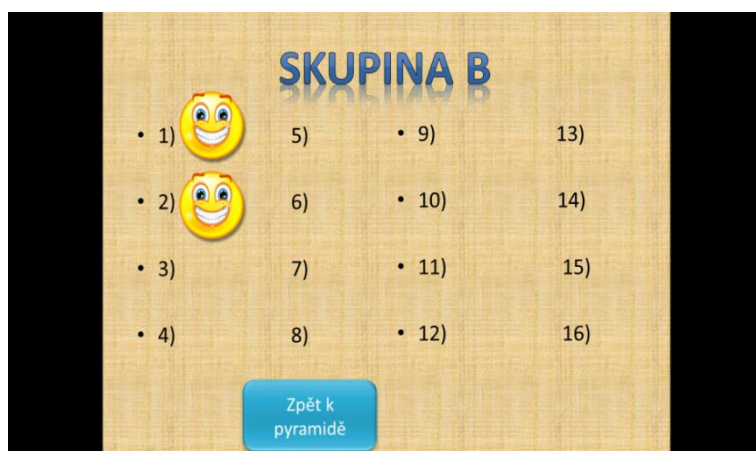 SKUPINA B
• 1) 5) • 9) 13)
• 2) 6) • 10) 14)
• 3) 7) • 11) 15)
• 4) 8) • 12) 16)
Zpět k
pyramidě